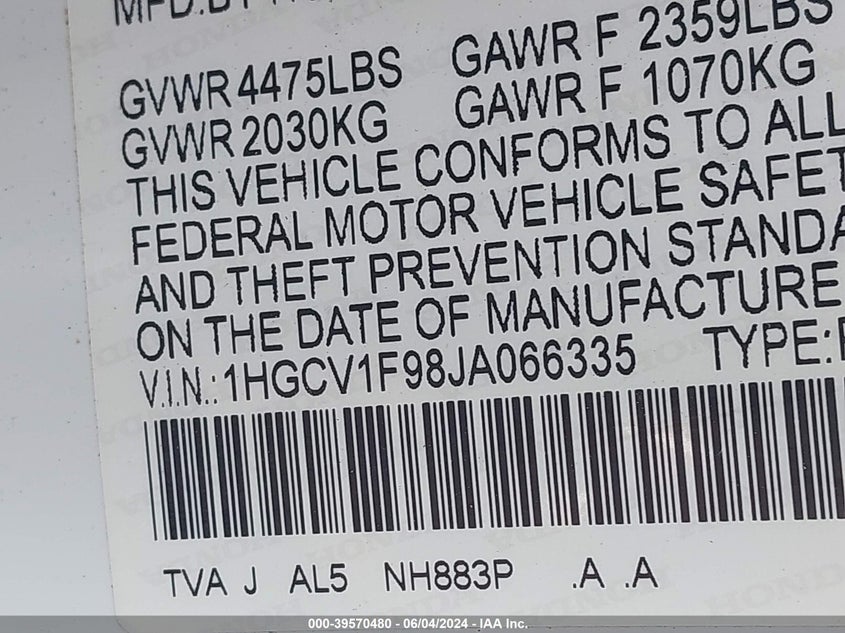 GVWR 4475LBS GAWR F 2359LBS
GVWR 2030KG GAWR F 1070KG
THIS VEHICLE CONFORMS TO ALL
FEDERAL MOTOR VEHICLE SAFET
AND THEFT PREVENTION STANDA
ON THE DATE OF MANUFACTURE
V.I.N.: 1HGCV1F98JA066335 TYPE:
TVA J AL5 NH883P .A .A
000-39570480 - 06/04/2024 - IAA Inc.